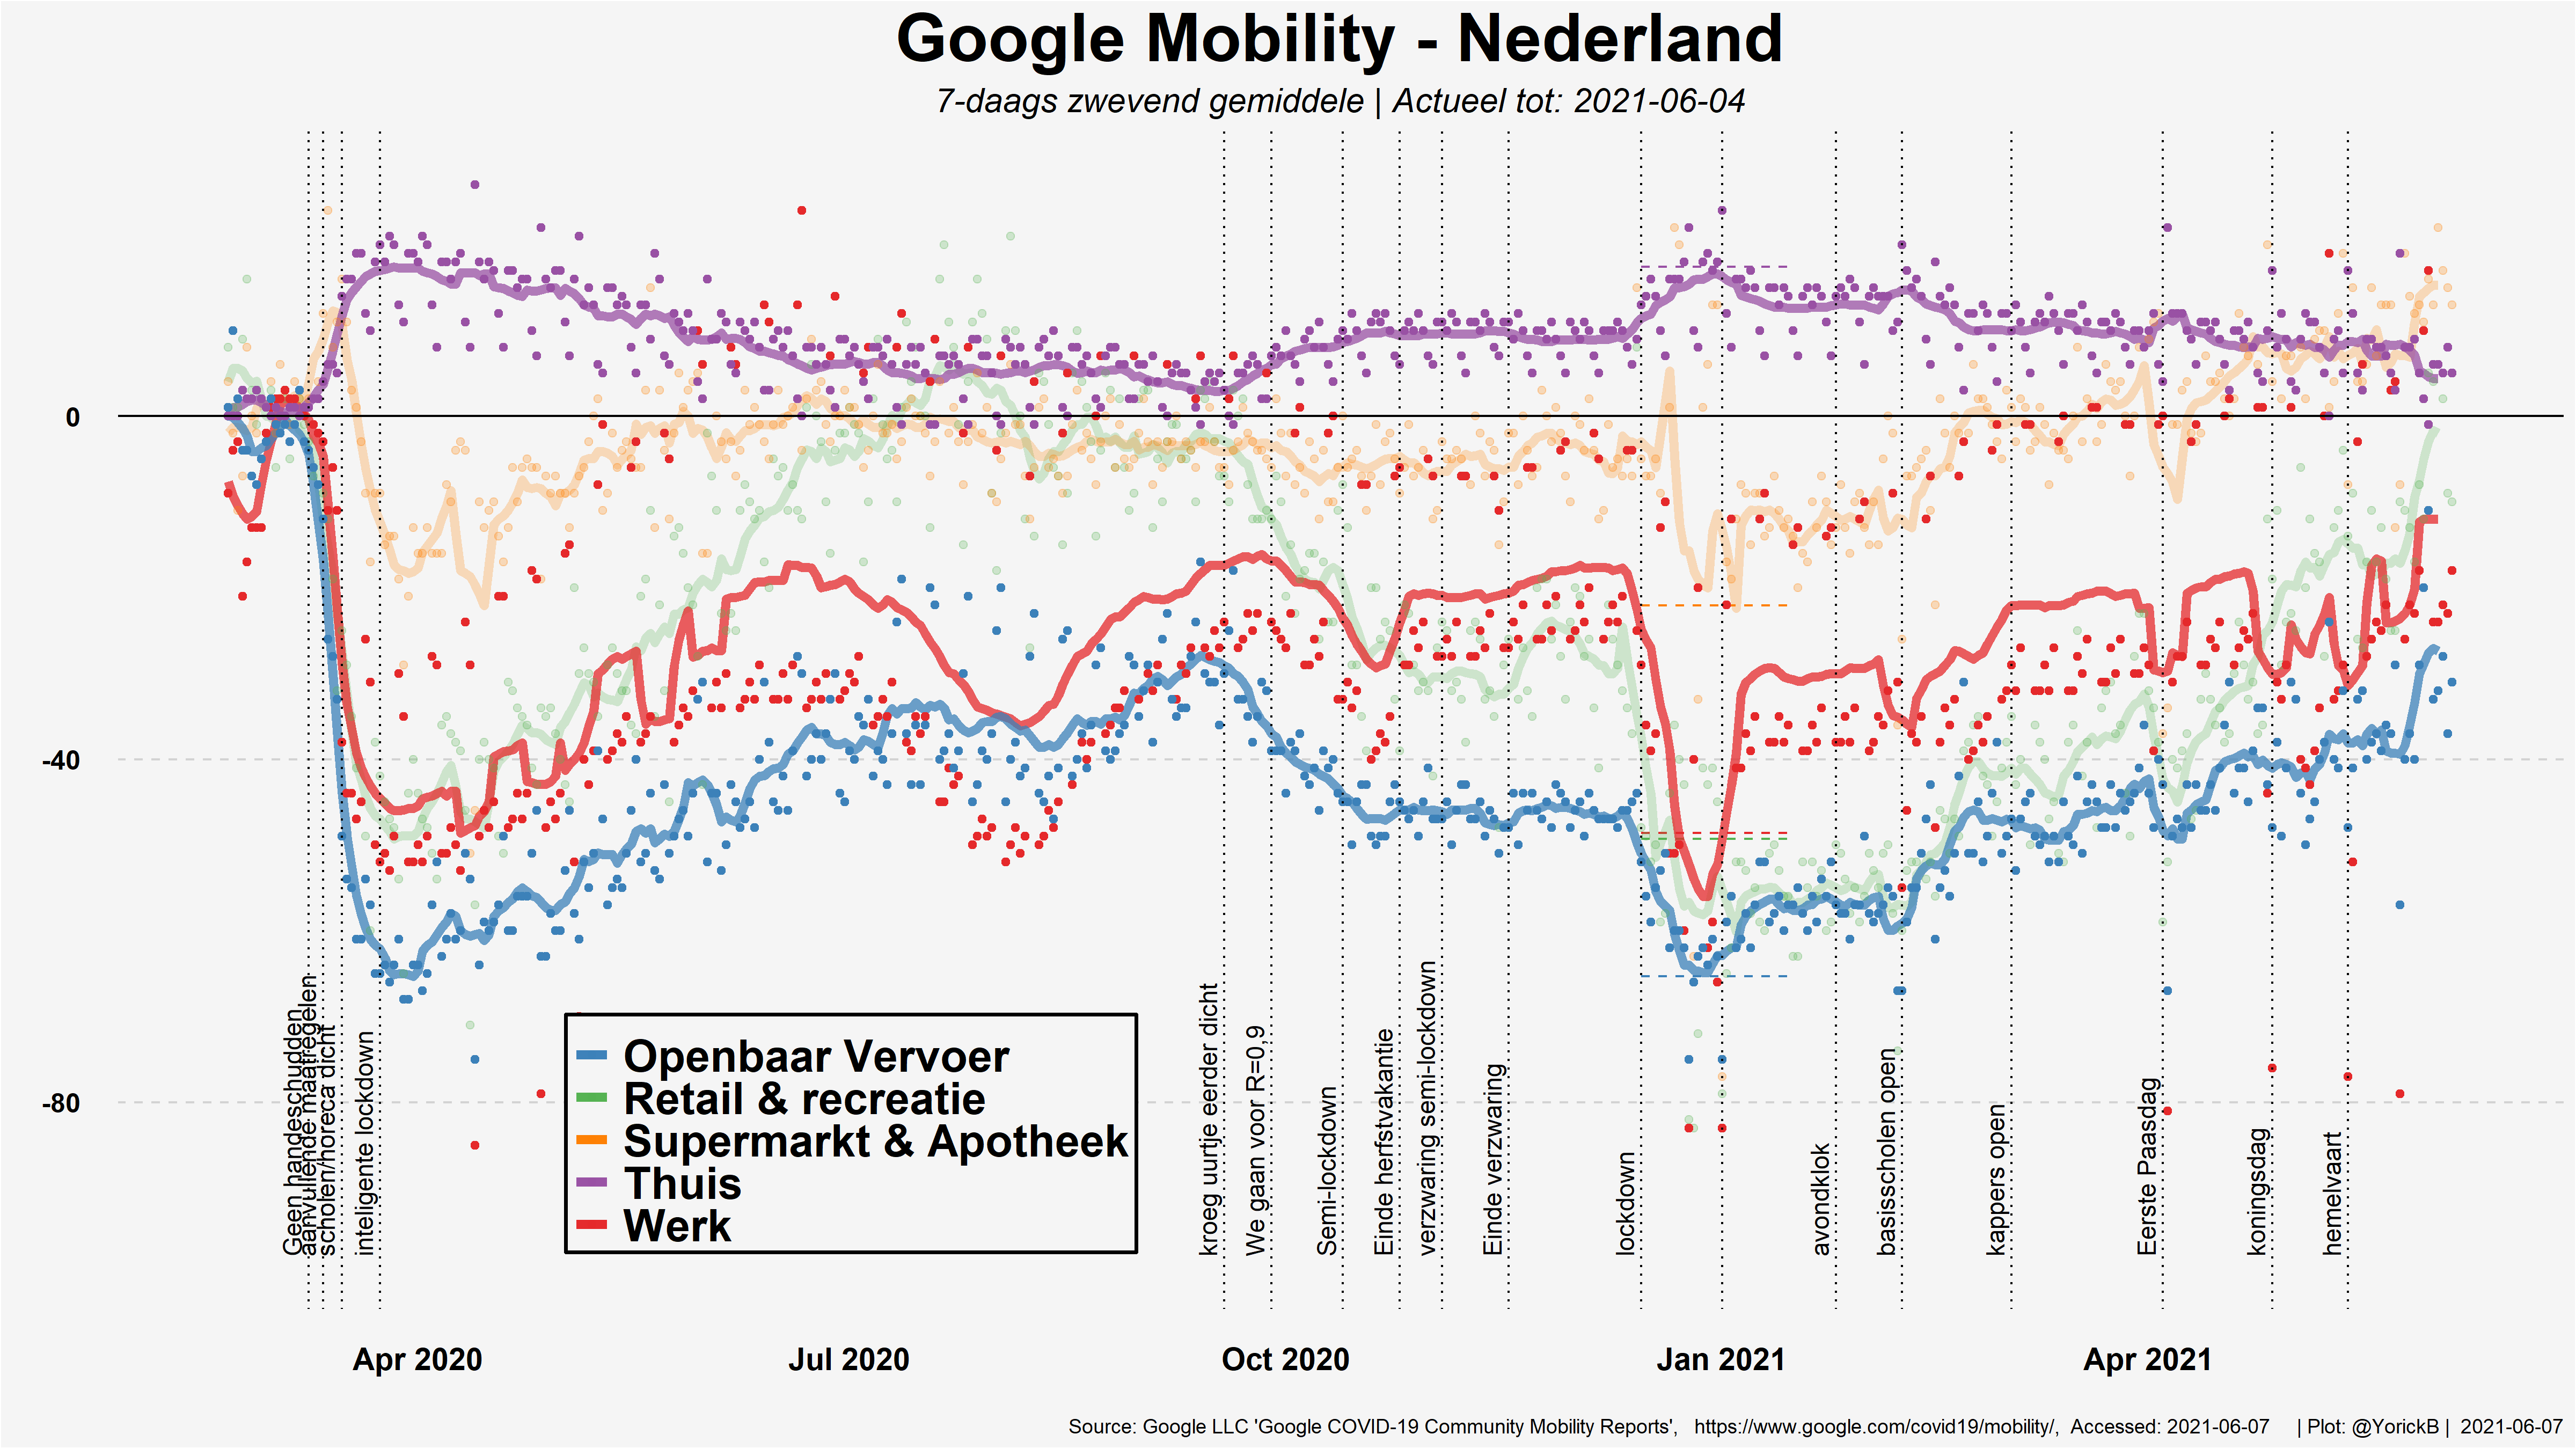 Google Mobility - Nederland
7-daags zwevend gemiddele | Actueel tot: 2021-06-04
0
-40
-80
Geen handeschudden
aanvullende maatregelen
scholen/horeca dicht
inteligente lockdown
kroeg uurtje eerder dicht
We gaan voor R=0,9
Semi-lockdown
Einde herfstvakantie
verzwaring semi-lockdown
Einde verzwaring
lockdown
avondklok
basisscholen open
kappers open
Eerste Paasdag
koningsdag
hemelvaart
Openbaar Vervoer
Retail & recreatie
Supermarkt & Apotheek
Thuis
Werk
Apr 2020
Jul 2020
Oct 2020
Jan 2021
Apr 2021
Source: Google LLC 'Google COVID-19 Community Mobility Reports', https://www.google.com/covid19/mobility/, Accessed: 2021-06-07 | Plot: @YorickB | 2021-06-07